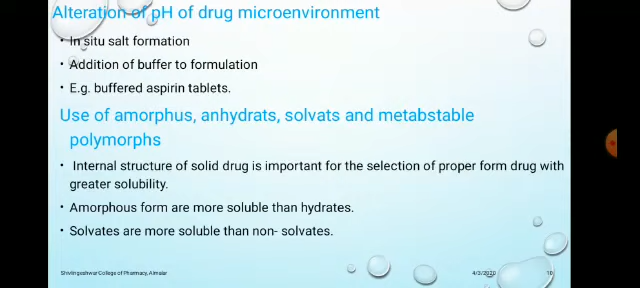 Alteration of pH of drug microenvironment
• In situ salt formation
• Addition of buffer to formulation
• E.g. buffered aspirin tablets.
Use of amorphus, anhydrats, solvats and metabstable
polymorphs
• Internal structure of solid drug is important for the selection of proper form drug with
greater solubility.
• Amorphous form are more soluble than hydrates.
• Solvates are more soluble than non- solvates.
Shivlingeshwar College of Pharmacy, Almalar 4/3/2020 10